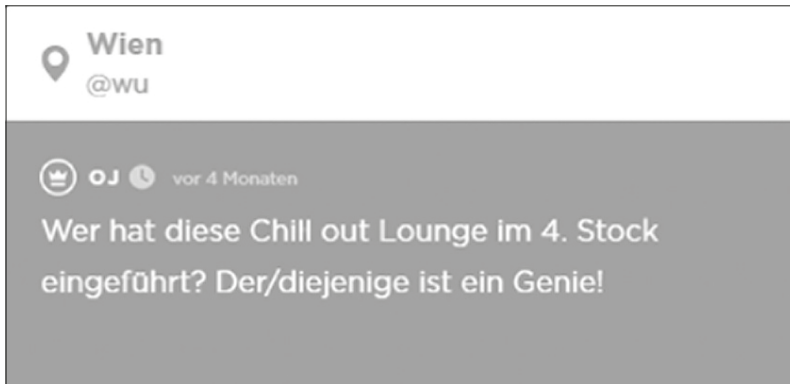 Wien
@wu
OJ vor 4 Monaten
Wer hat diese Chill out Lounge im 4. Stock
eingeführt? Der/diejenige ist ein Genie!